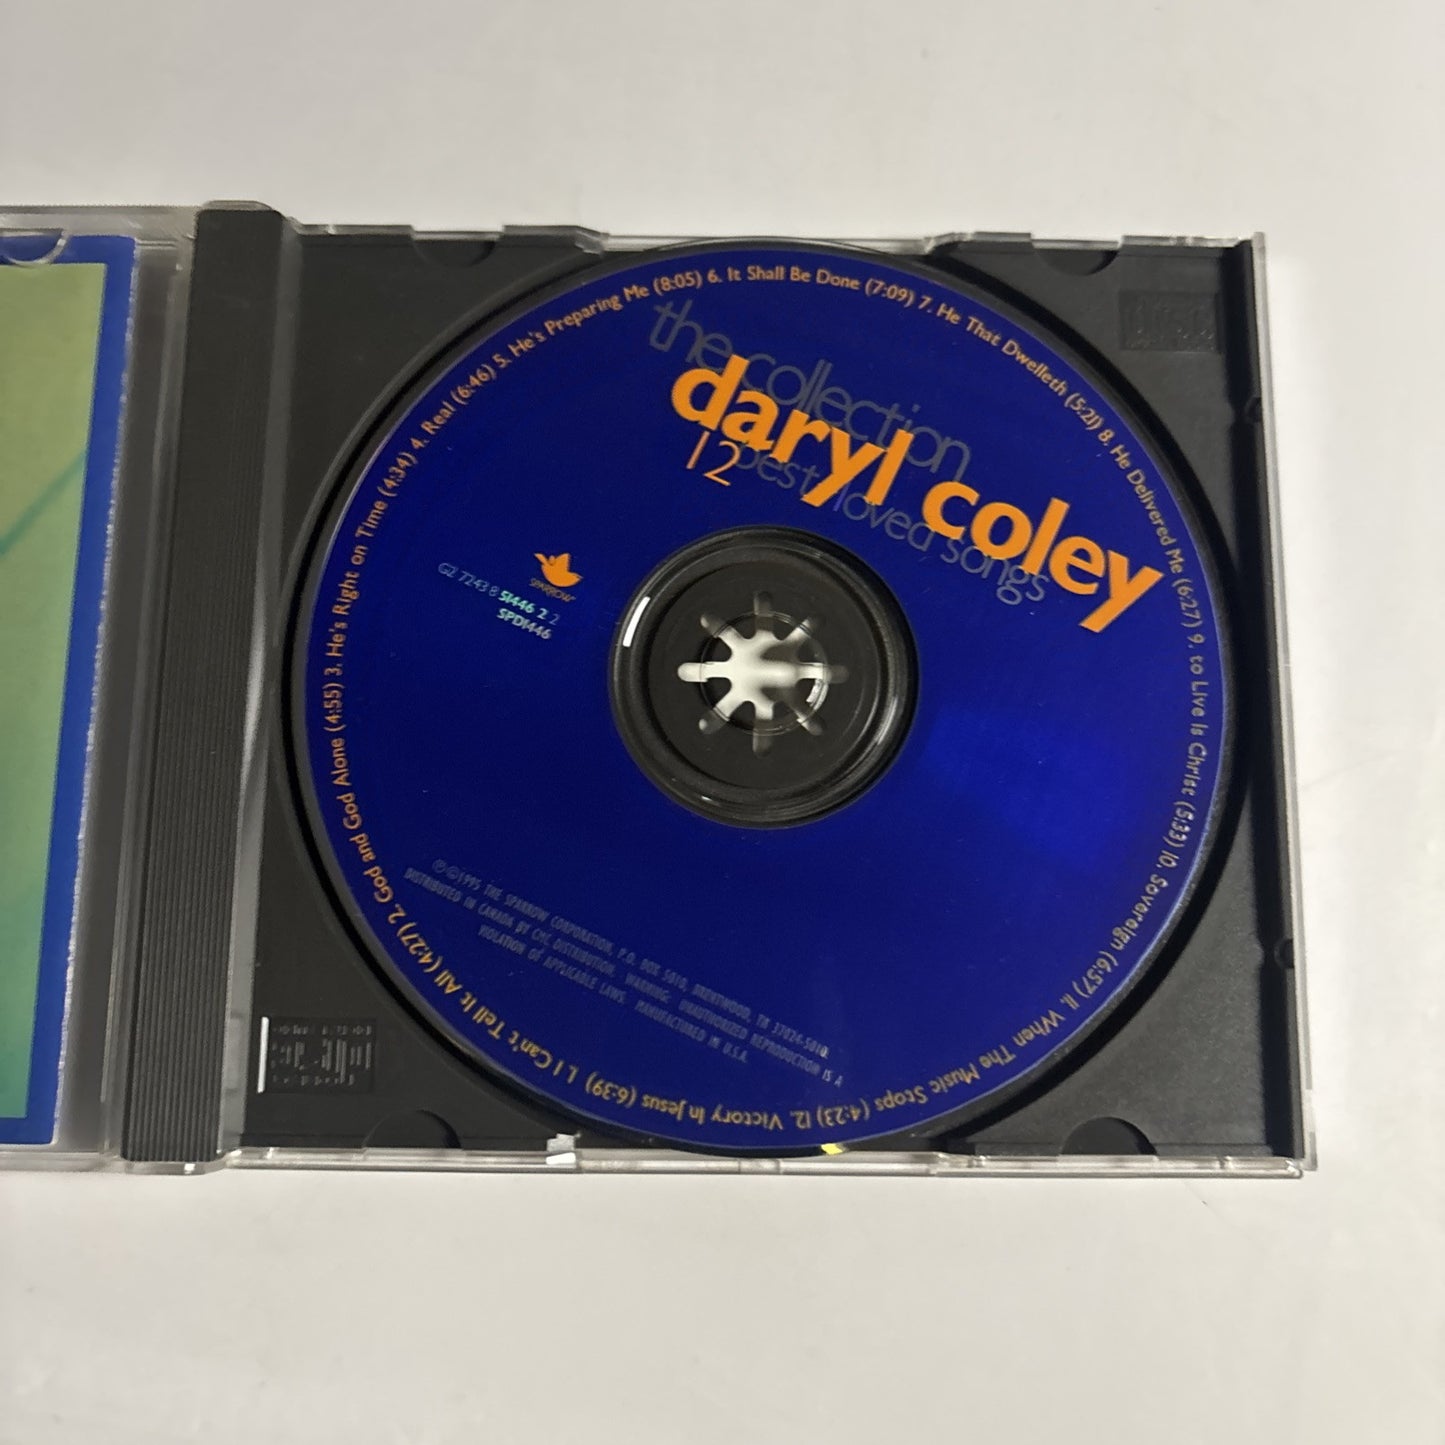 the collection
daryl coley
12 best loved songs
SPARROW
G2 7243 8 51446 2 2
SPD1446
1. I Can't Tell It All (4:27) 2. God and God Alone (4:55) 3. He's Right on Time (4:34) 4. Real (6:46) 5. He's Preparing Me (8:05) 6. It Shall Be Done (7:09) 7. He That Dwelleth (5:21) 8. He Delivered Me (6:27) 9. to Live Is Christ (5:33) 10. Sovereign (6:57) 11. When The Music Stops (4:23) 12. Victory In Jesus (6:39)
℗©1995 THE SPARROW CORPORATION, P.O. BOX 5010, BRENTWOOD, TN 37024-5010.
DISTRIBUTED IN CANADA BY CMC DISTRIBUTION. WARNING: UNAUTHORIZED REPRODUCTION IS A
VIOLATION OF APPLICABLE LAWS. MANUFACTURED IN U.S.A.